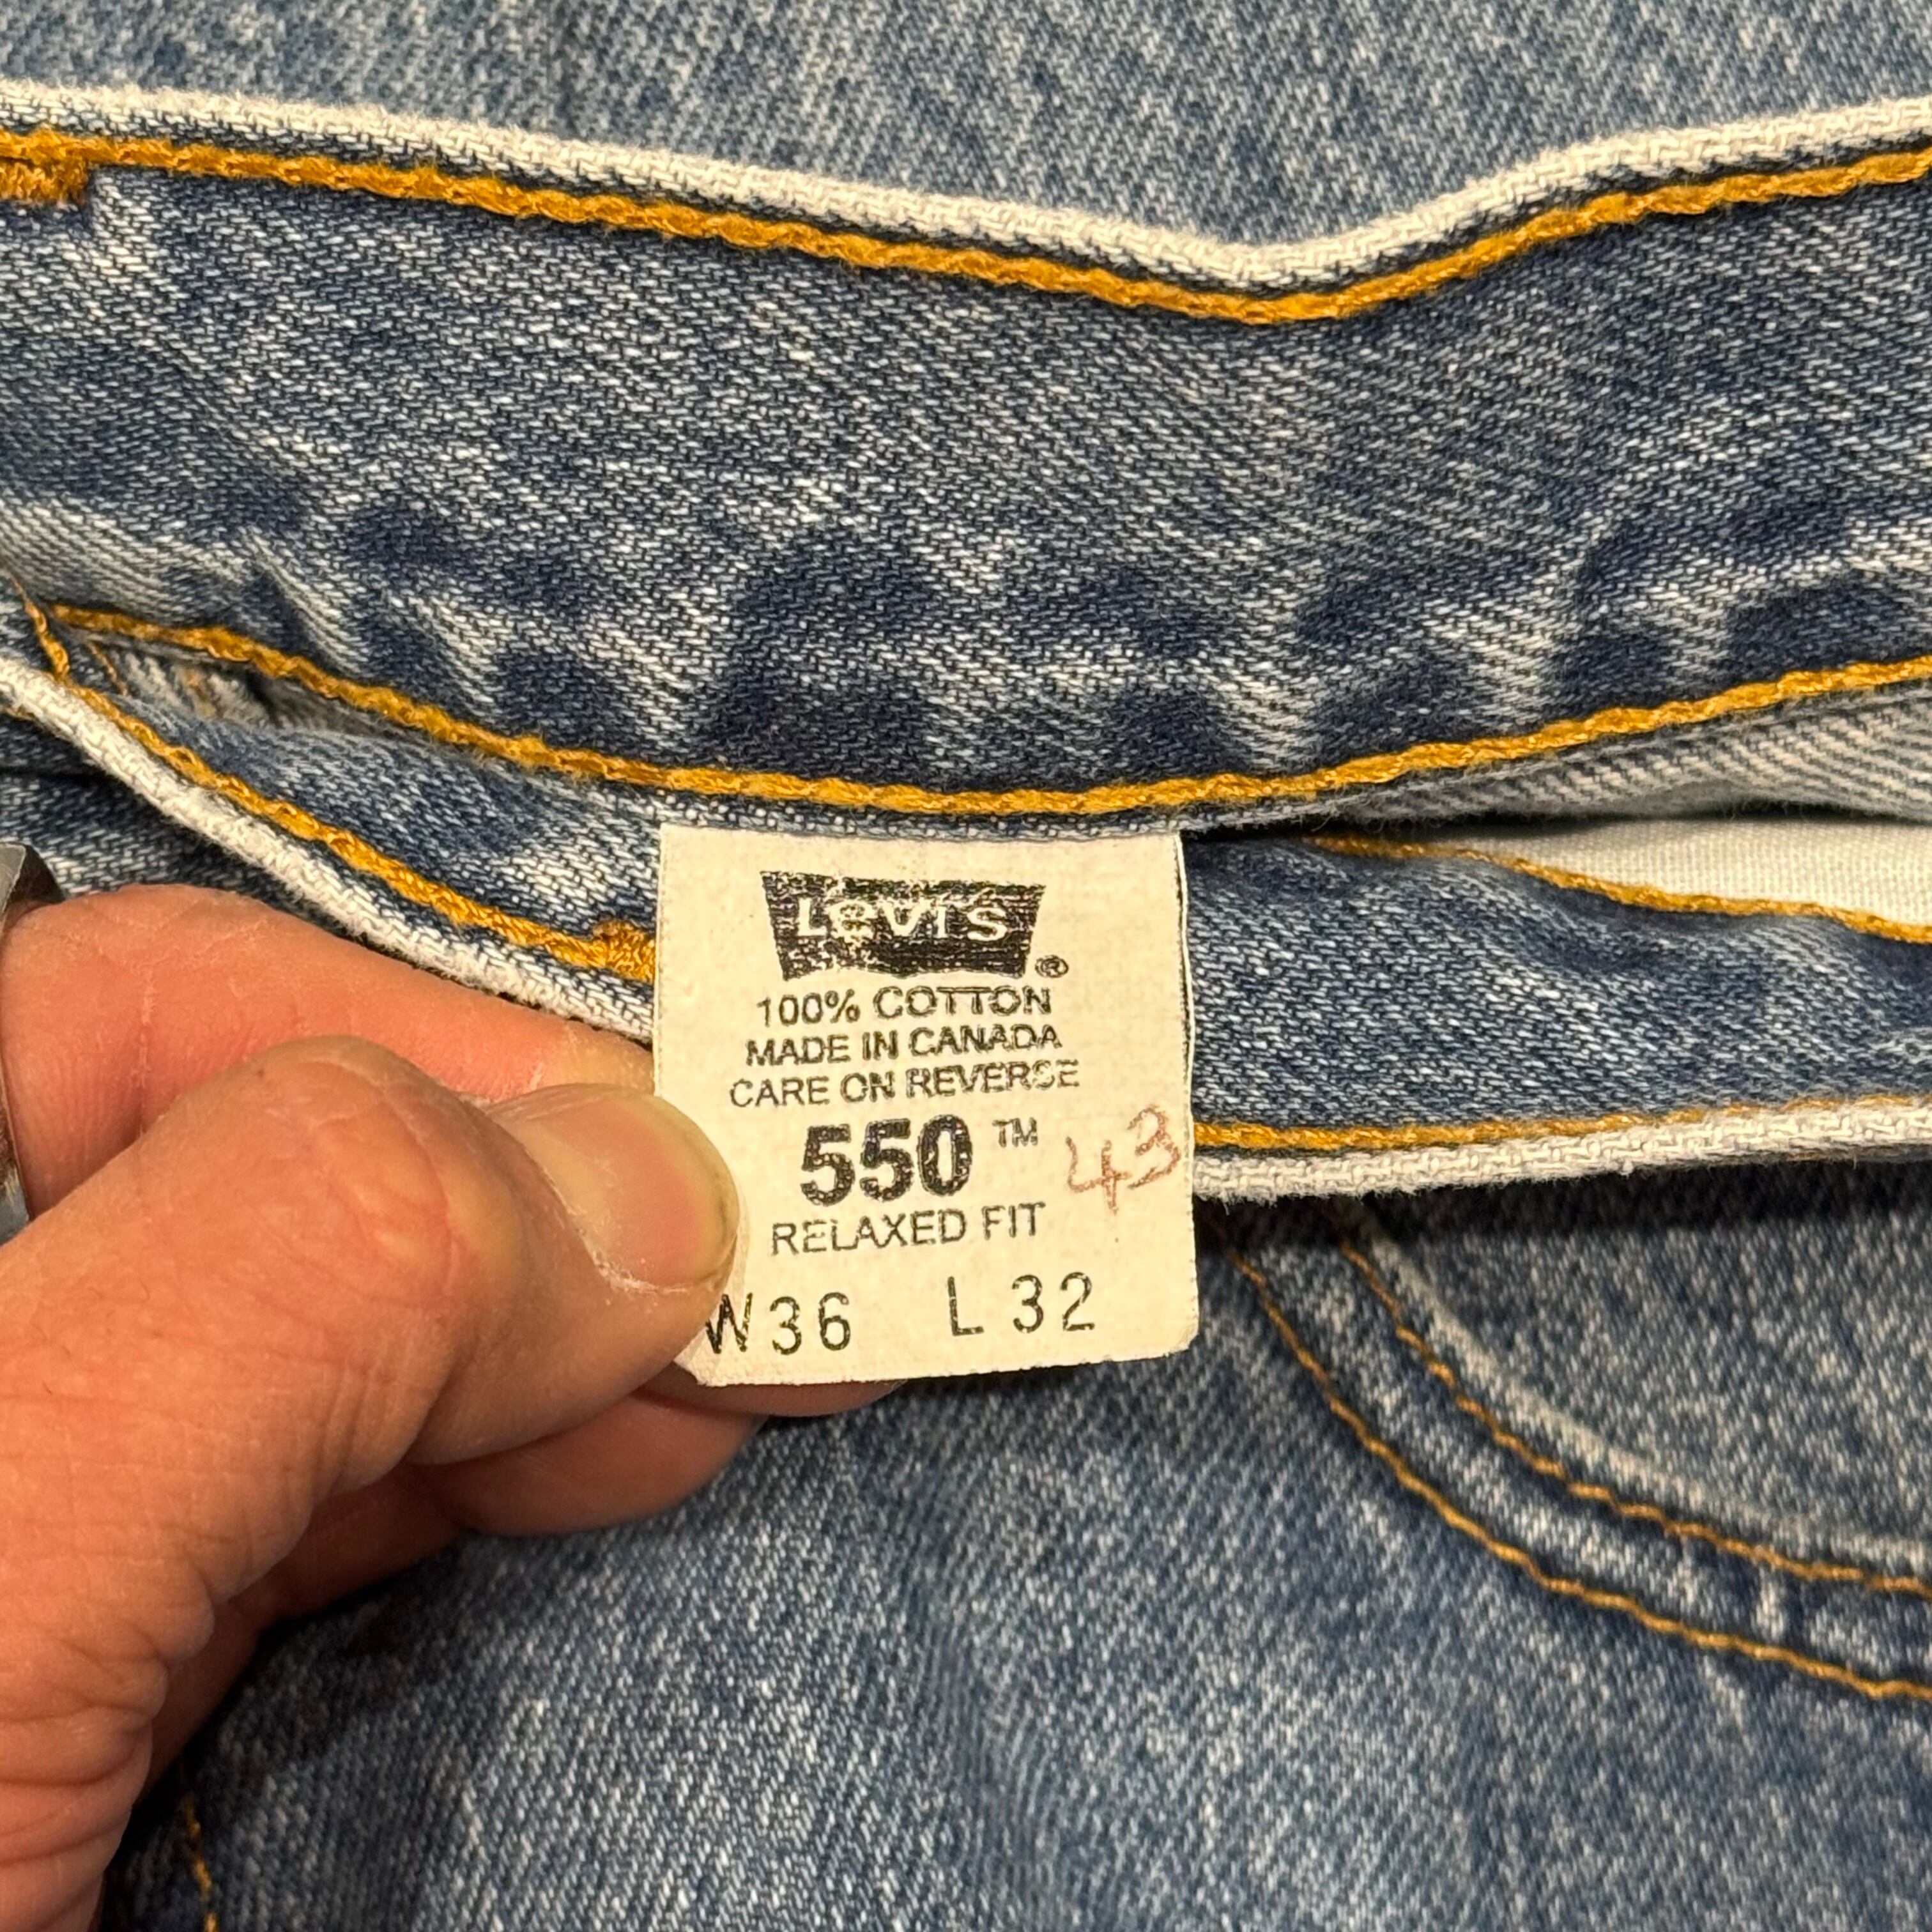 Levi's ®
100% COTTON
MADE IN CANADA
CARE ON REVERSE
550 ™ 43
RELAXED FIT
W36 L32